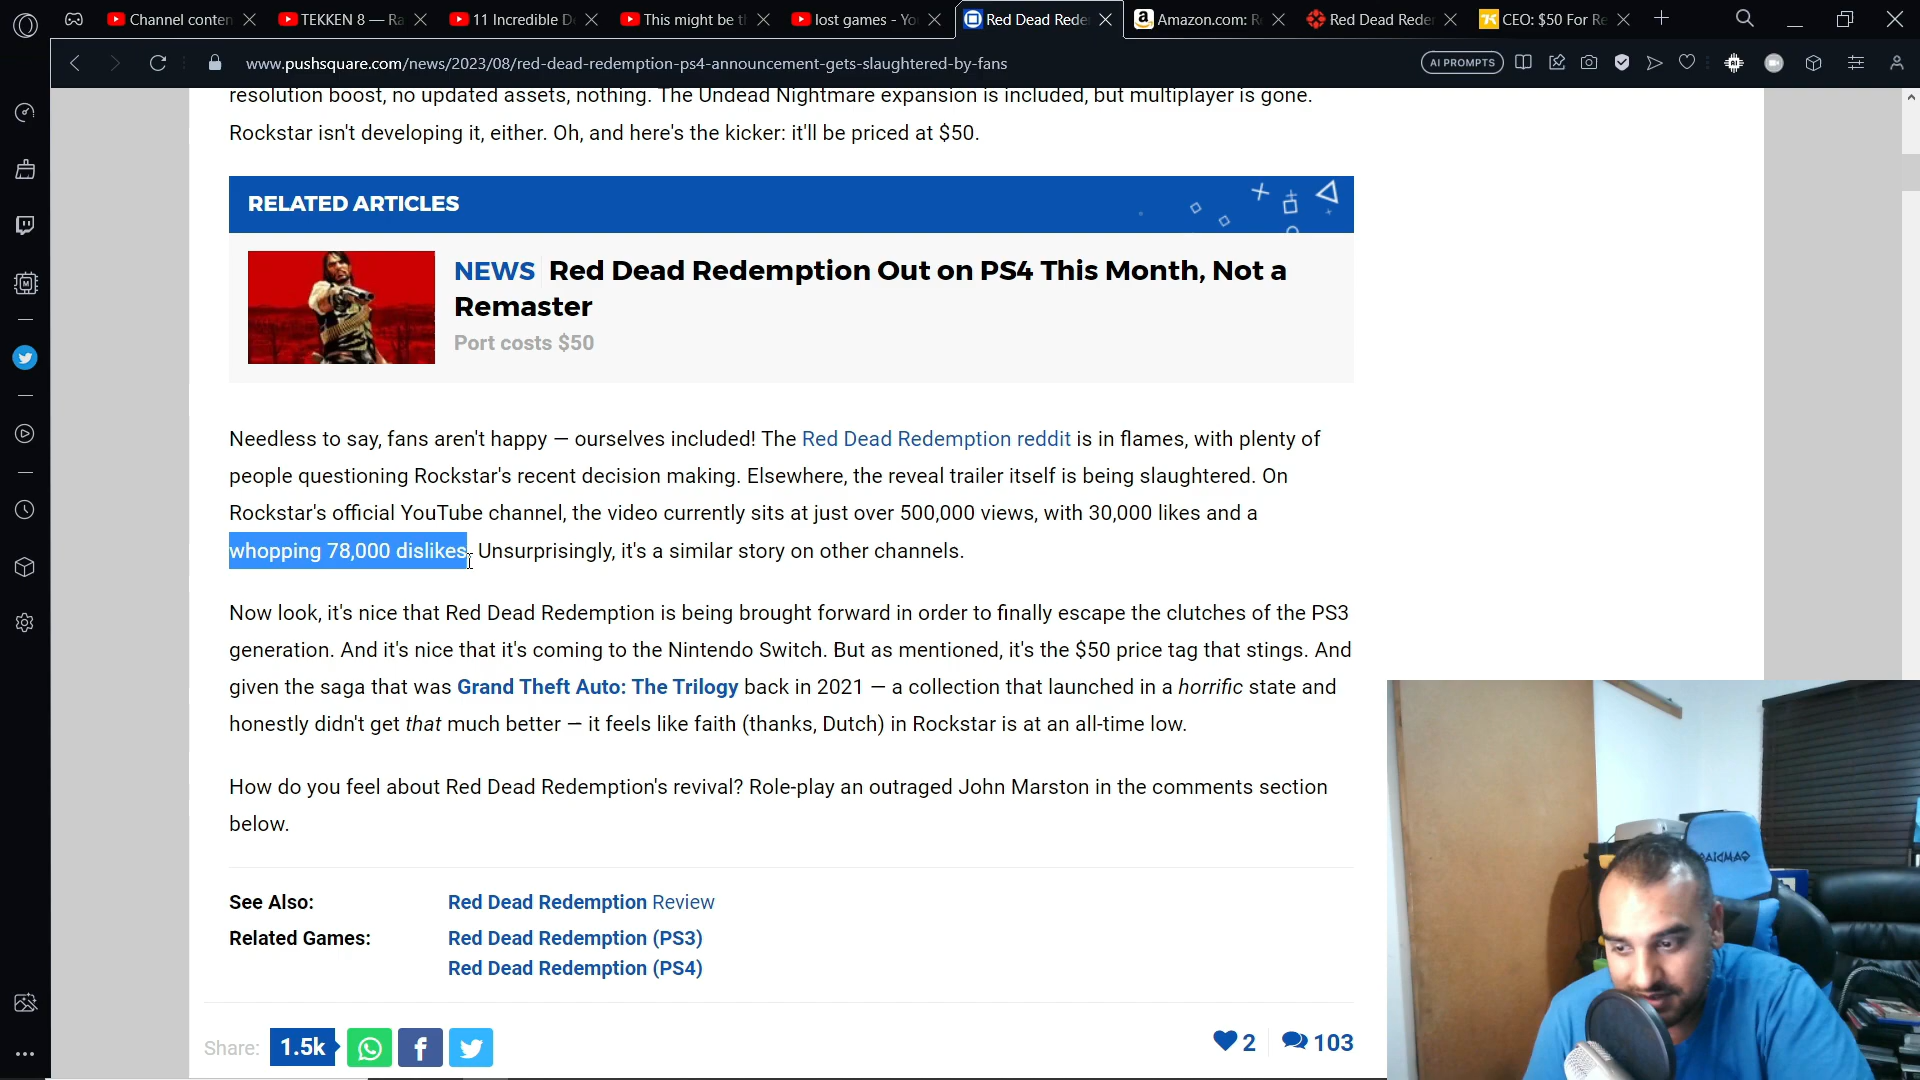 Channel conten
TEKKEN 8 — Ra
11 Incredible D
This might be t
lost games - Yo
Red Dead Rede
Amazon.com: R
Red Dead Rede
CEO: $50 For Re
www.pushsquare.com/news/2023/08/red-dead-redemption-ps4-announcement-gets-slaughtered-by-fans
AI PROMPTS
resolution boost, no updated assets, nothing. The Undead Nightmare expansion is included, but multiplayer is gone.
Rockstar isn't developing it, either. Oh, and here's the kicker: it'll be priced at $50.
RELATED ARTICLES
NEWS Red Dead Redemption Out on PS4 This Month, Not a
Remaster
Port costs $50
Needless to say, fans aren't happy — ourselves included! The Red Dead Redemption reddit is in flames, with plenty of
people questioning Rockstar's recent decision making. Elsewhere, the reveal trailer itself is being slaughtered. On
Rockstar's official YouTube channel, the video currently sits at just over 500,000 views, with 30,000 likes and a
whopping 78,000 dislikes. Unsurprisingly, it's a similar story on other channels.
Now look, it's nice that Red Dead Redemption is being brought forward in order to finally escape the clutches of the PS3
generation. And it's nice that it's coming to the Nintendo Switch. But as mentioned, it's the $50 price tag that stings. And
given the saga that was Grand Theft Auto: The Trilogy back in 2021 — a collection that launched in a horrific state and
honestly didn't get that much better — it feels like faith (thanks, Dutch) in Rockstar is at an all-time low.
How do you feel about Red Dead Redemption's revival? Role-play an outraged John Marston in the comments section
below.
See Also: Red Dead Redemption Review
Related Games: Red Dead Redemption (PS3)
Red Dead Redemption (PS4)
Share: 1.5k
2
103